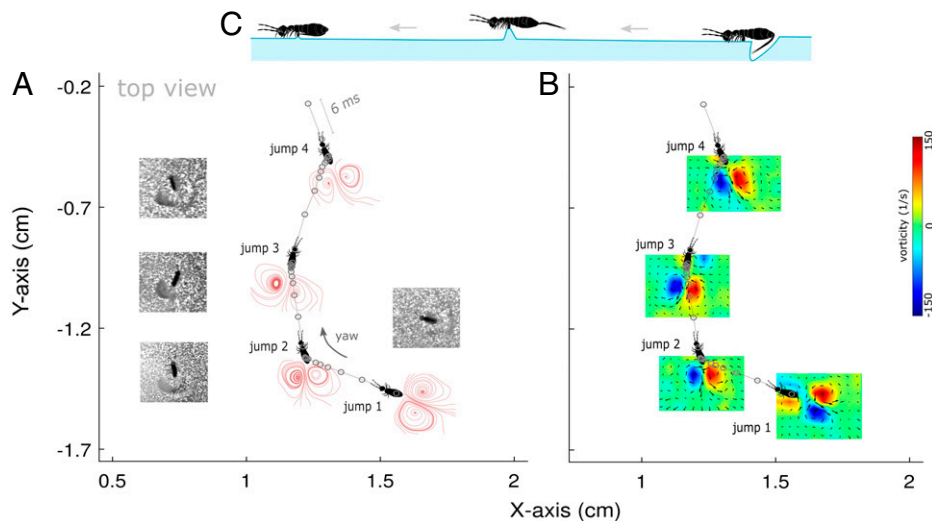 C
A
top view
6 ms
jump 4
jump 3
jump 2
yaw
jump 1
-0.2
-0.7
-1.2
-1.7
Y-axis (cm)
0.5
1
1.5
2
B
jump 4
jump 3
jump 2
jump 1
150
0
-150
vorticity (1/s)
1
1.5
2
X-axis (cm)